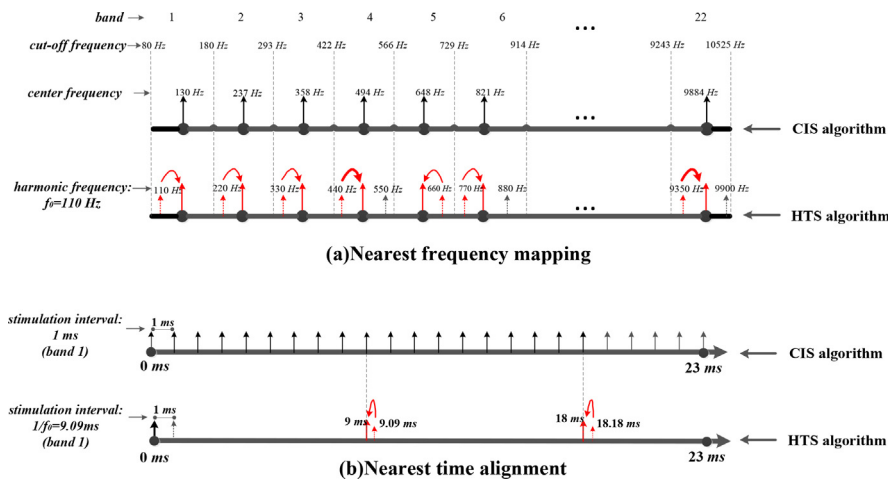 band 1 2 3 4 5 6 ... 22
cut-off frequency 80 Hz 180 Hz 293 Hz 422 Hz 566 Hz 729 Hz 914 Hz 9243 Hz 10525 Hz
center frequency 130 Hz 237 Hz 358 Hz 494 Hz 648 Hz 821 Hz ... 9884 Hz
CIS algorithm
harmonic frequency: 110 Hz 220 Hz 330 Hz 440 Hz 550 Hz 660 Hz 770 Hz 880 Hz 9350 Hz 9900 Hz
f₀=110 Hz ... HTS algorithm
(a)Nearest frequency mapping
stimulation interval: 1 ms
1 ms
(band 1) CIS algorithm
0 ms 23 ms
stimulation interval: 1 ms 9 ms 9.09 ms 18 ms 18.18 ms
1/f₀=9.09ms
(band 1) HTS algorithm
0 ms 23 ms
(b)Nearest time alignment